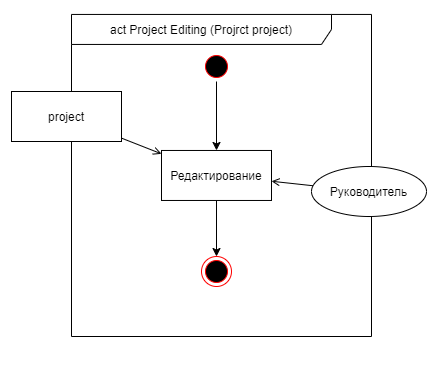 act Project Editing (Projrct project)
project
Редактирование
Руководитель